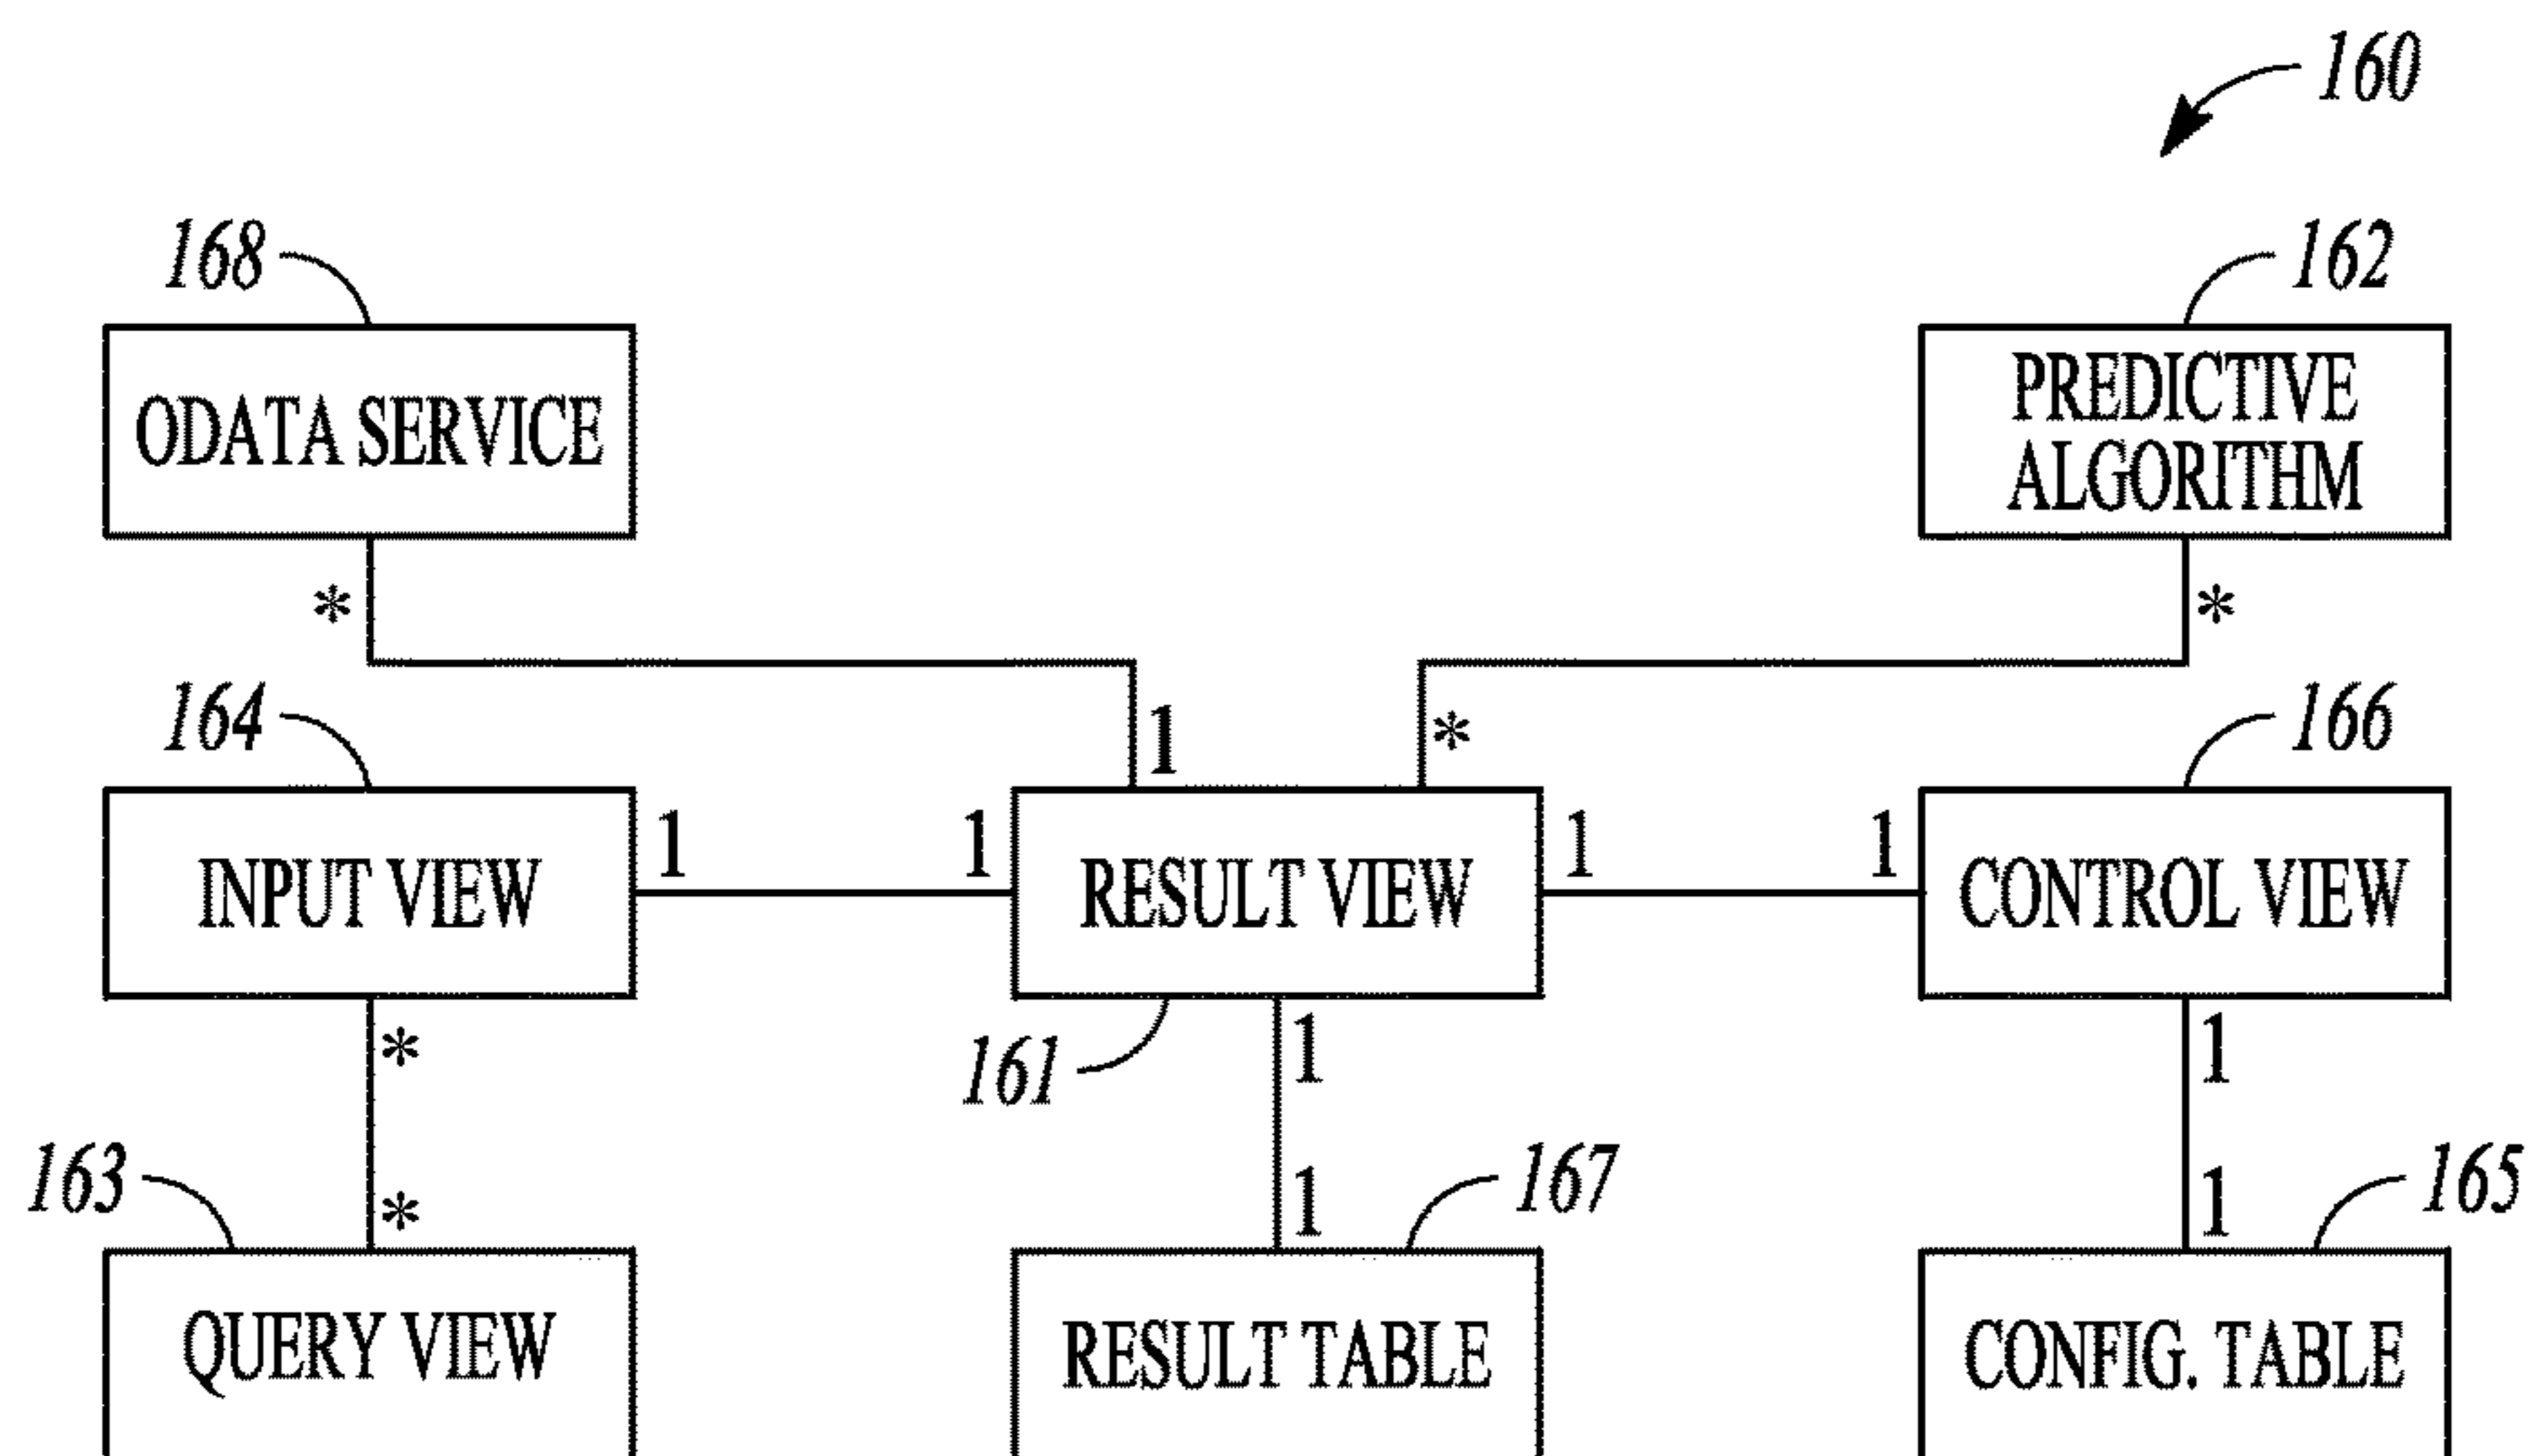 160
168
162
ODATA SERVICE
PREDICTIVE
ALGORITHM
*
*
164
1
*
166
1
1
1
1
INPUT VIEW
RESULT VIEW
CONTROL VIEW
*
161
1
1
163
*
167
1
165
1
QUERY VIEW
RESULT TABLE
CONFIG. TABLE